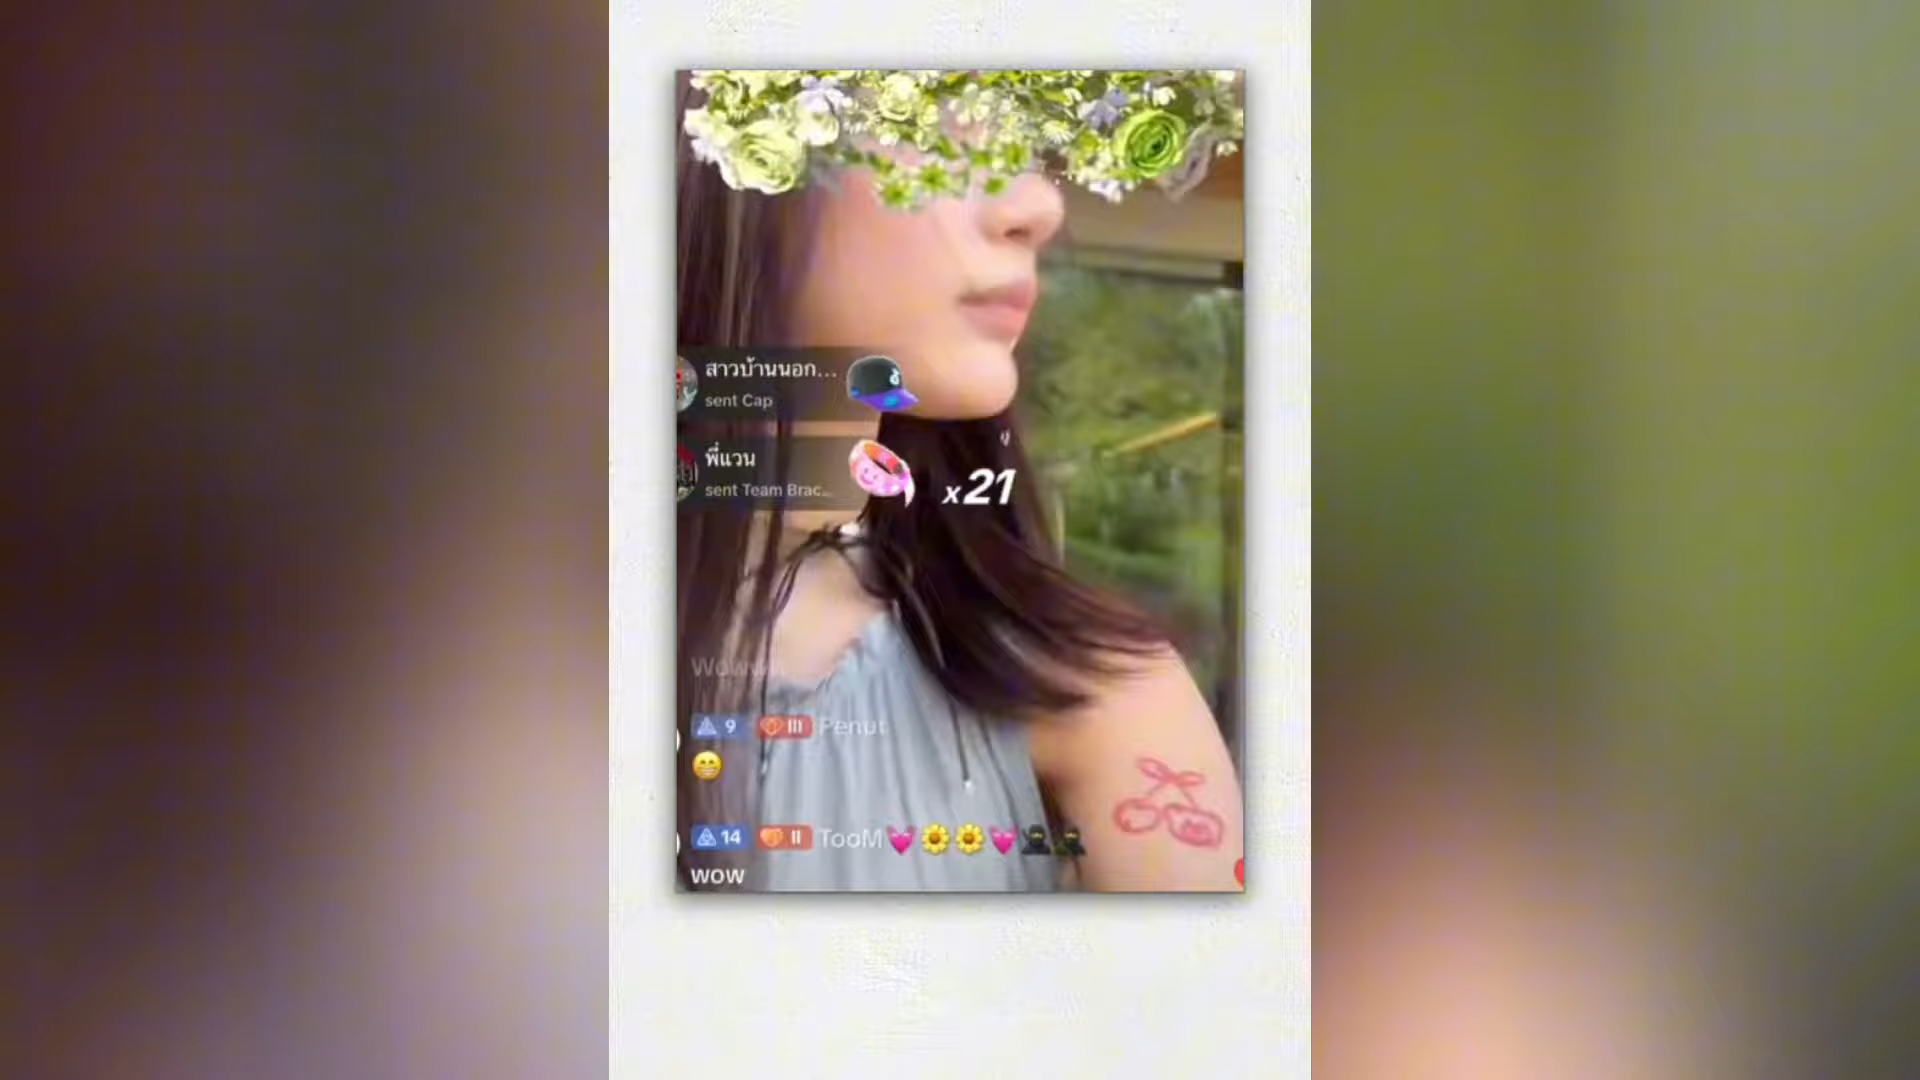 สาวบ้านนอก...
sent Cap
พี่แวน
sent Team Brac...
x21
9 III Penut
😁
14 II TooM💓🌻🌻💓🥷🥷
wow